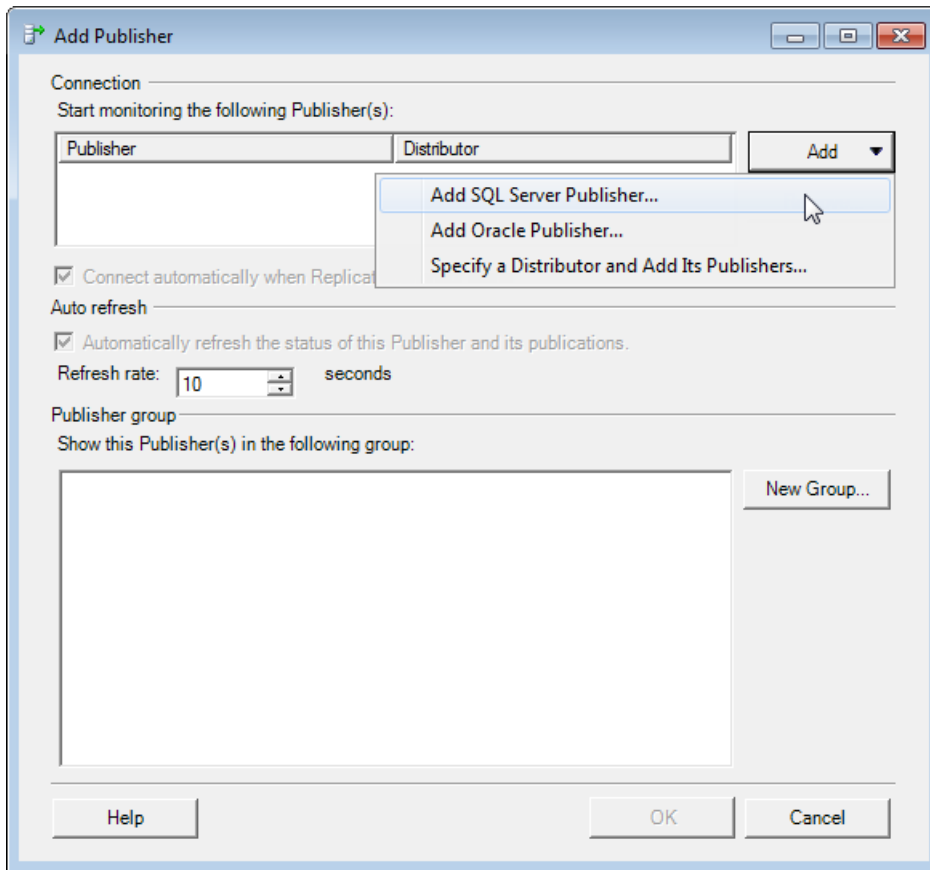 Add Publisher
Connection
Start monitoring the following Publisher(s):
Publisher Distributor Add
Add SQL Server Publisher...
Add Oracle Publisher...
Specify a Distributor and Add Its Publishers...
Connect automatically when
Auto refresh
Automatically refresh the status of this Publisher and its publications.
Refresh rate: 10 seconds
Publisher group
Show this Publisher(s) in the following group:
New Group...
Help OK Cancel